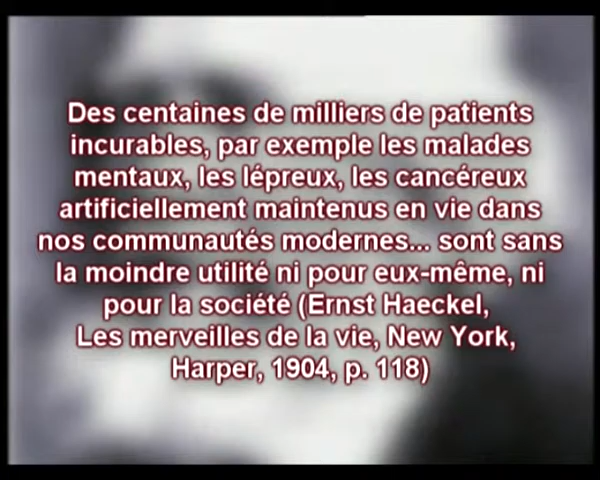 Des centaines de milliers de patients
incurables, par exemple les malades
mentaux, les lépreux, les cancéreux
artificiellement maintenus en vie dans
nos communautés modernes... sont sans
la moindre utilité ni pour eux-même, ni
pour la société (Ernst Haeckel,
Les merveilles de la vie, New York,
Harper, 1904, p. 118)